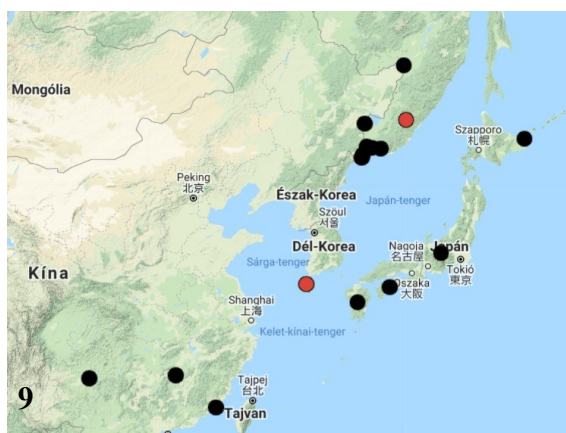 Mongólia
Szapporo
札幌
Peking
北京
Észak-Korea
Japán-tenger
Szöul
서울
Dél-Korea
Nagoja
名古屋
Japán
Sárga-tenger
Tokió
東京
Kína
Oszaka
大阪
Shanghai
上海
Kelet-kínai-tenger
9
Tajpej
台北
Tajvan